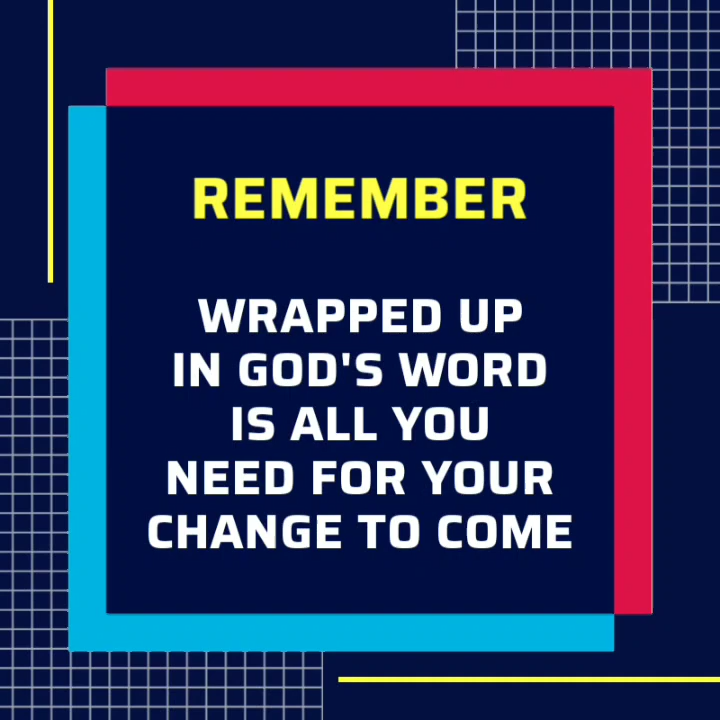 REMEMBER
WRAPPED UP
IN GOD'S WORD
IS ALL YOU
NEED FOR YOUR
CHANGE TO COME